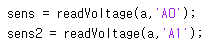 sens = readVoltage(a,'A0');
sens2 = readVoltage(a,'A1');